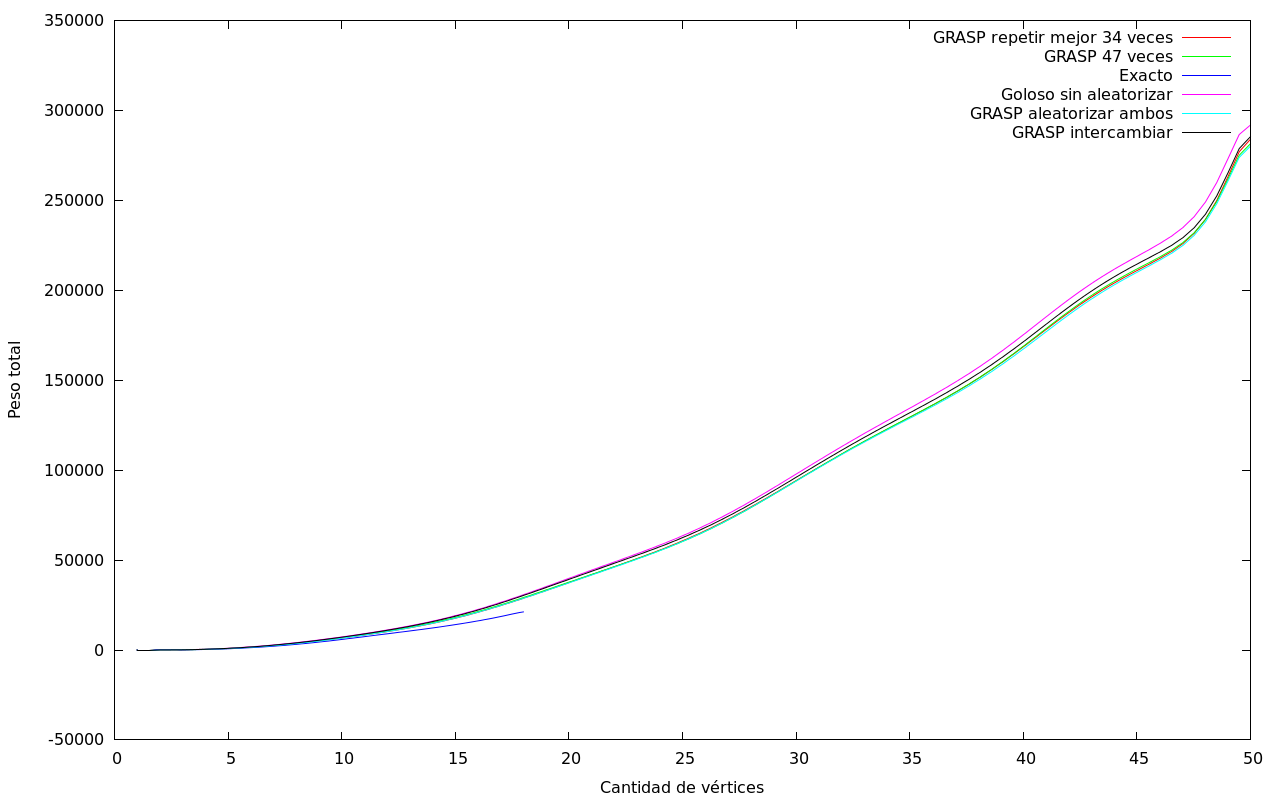 350000
300000
250000
200000
150000
100000
50000
0
-50000
0 5 10 15 20 25 30 35 40 45 50
Peso total
Cantidad de vértices
GRASP repetir mejor 34 veces
GRASP 47 veces
Exacto
Goloso sin aleatorizar
GRASP aleatorizar ambos
GRASP intercambiar